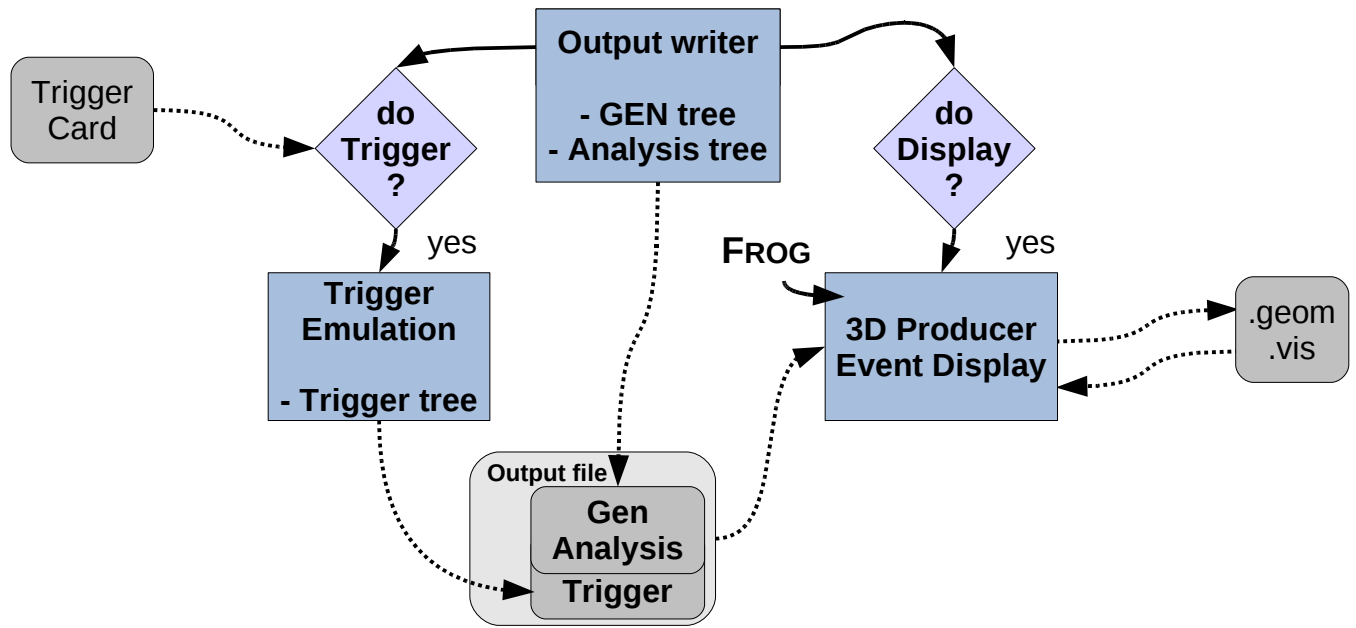 Trigger
Card
do
Trigger
?
yes
Output writer
- GEN tree
- Analysis tree
do
Display
?
yes
Trigger
Emulation
- Trigger tree
FROG
3D Producer
Event Display
.geom
.vis
Output file
Gen
Analysis
Trigger